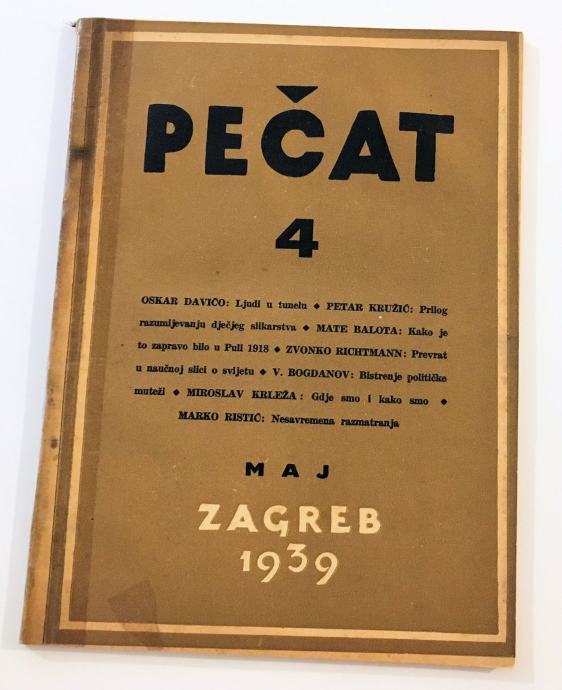 PEČAT
4
OSKAR DAVIČO: Ljudi u tunelu ◆ PETAR KRUŽIĆ: Prilog
razumijevanju dječjeg slikarstva ◆ MATE BALOTA: Kako je
to zapravo bilo u Puli 1918 ◆ ZVONKO RICHTMANN: Prevrat
u naučnoj slici o svijetu ◆ V. BOGDANOV: Bistrenje političke
muteži ◆ MIROSLAV KRLEŽA: Gdje smo i kako smo ◆
MARKO RISTIĆ: Nesavremena razmatranja
MAJ
ZAGREB
1939